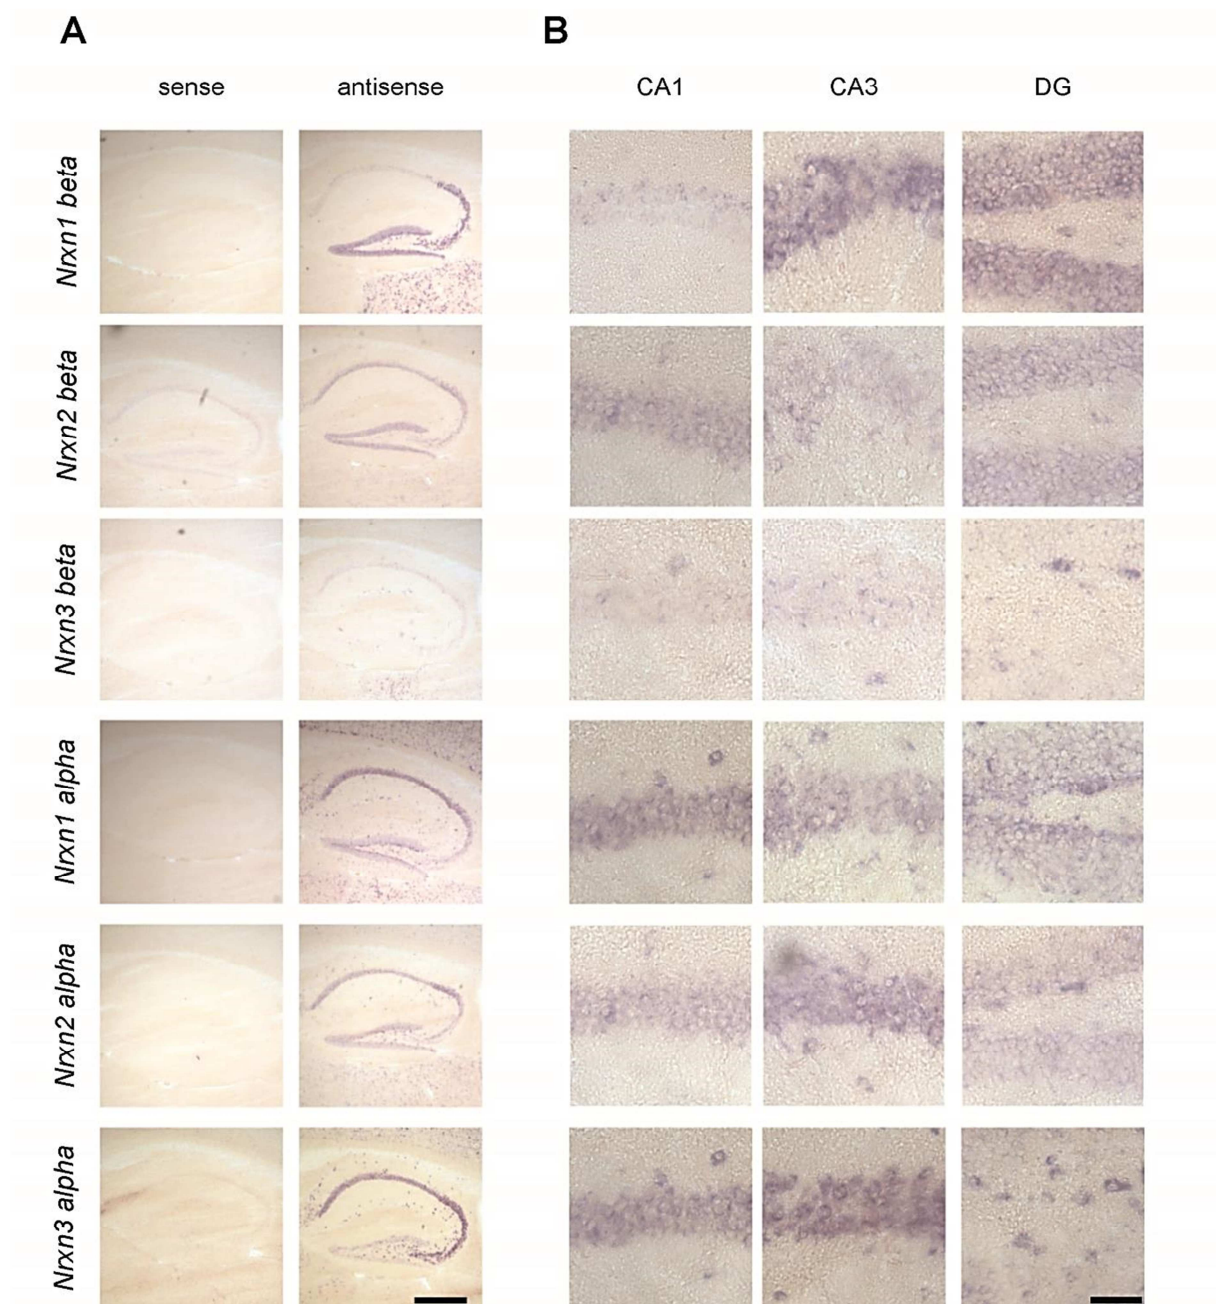 A
B
sense antisense CA1 CA3 DG
Nrxn1 beta
Nrxn2 beta
Nrxn3 beta
Nrxn1 alpha
Nrxn2 alpha
Nrxn3 alpha